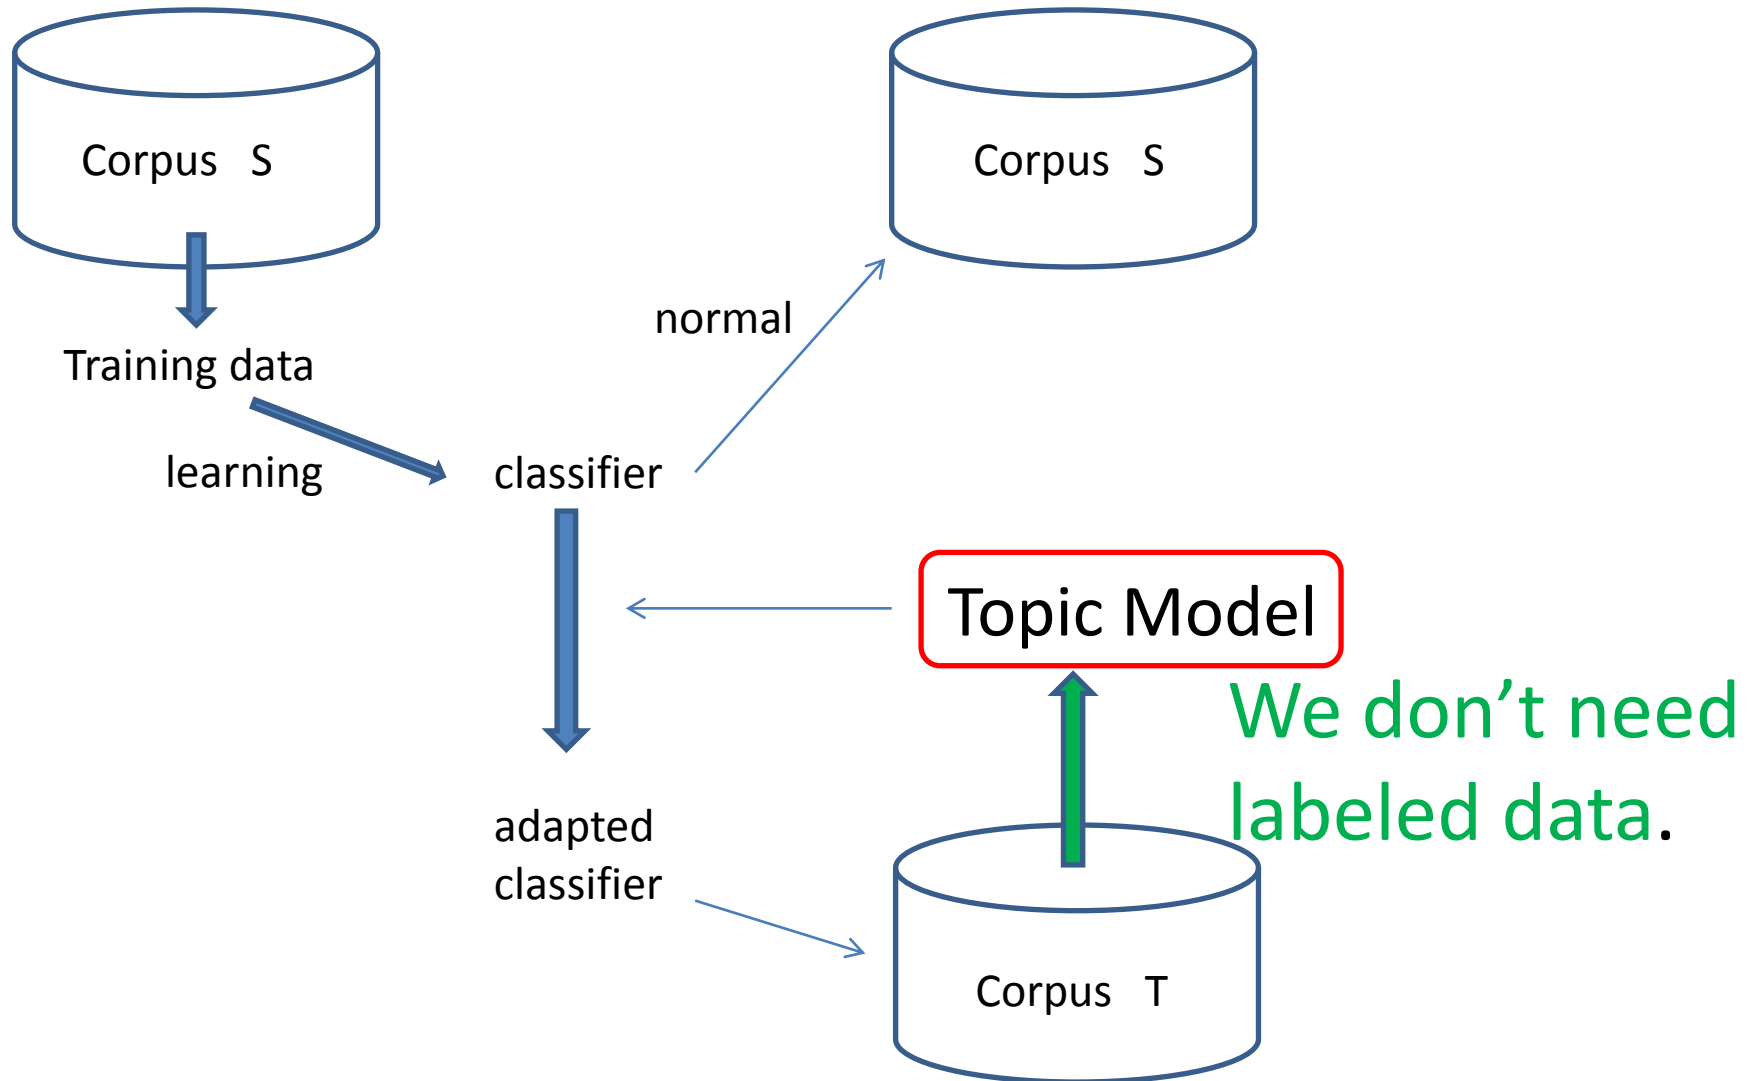 Corpus S
Corpus S
normal
Training data
learning
classifier
Topic Model
We don’t need
labeled data.
adapted
classifier
Corpus T